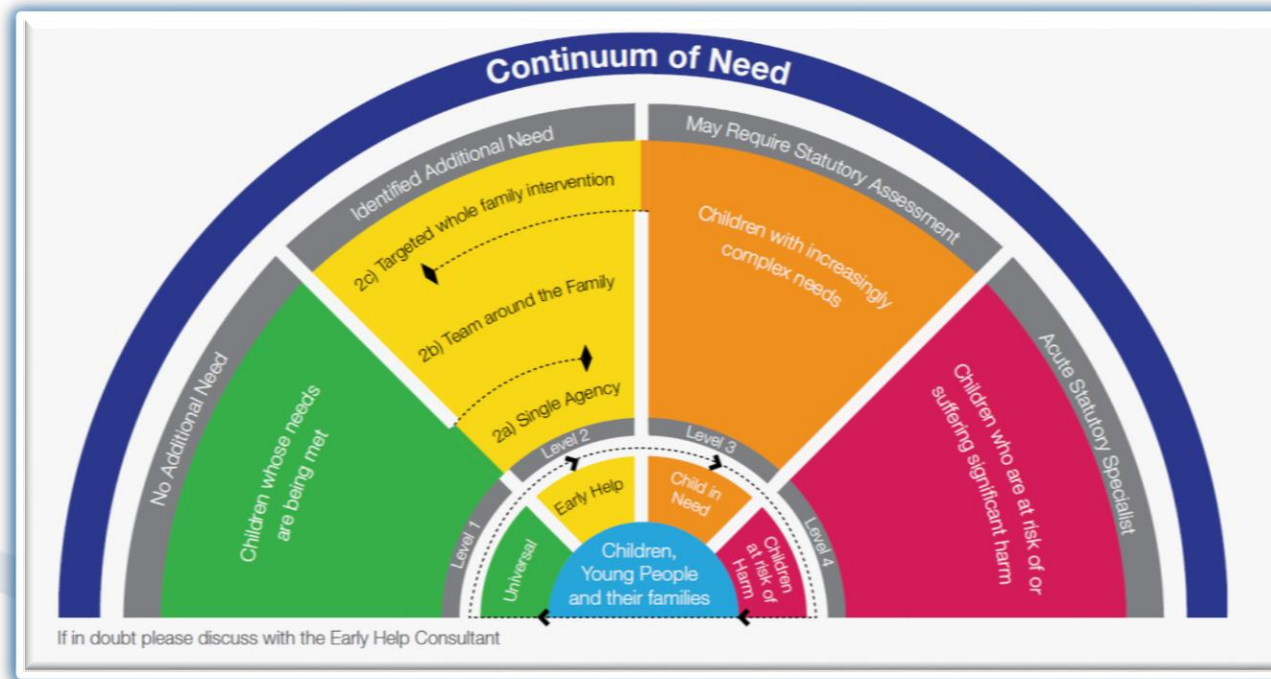 Continuum of Need
No Additional Need
Identified Additional Need
May Require Statutory Assessment
Acute Statutory Specialist
Children whose needs
are being met
2c) Targeted whole family intervention
2b) Team around the Family
2a) Single Agency
Children with increasingly
complex needs
Children who are at risk of or
suffering significant harm
Level 1
Level 2
Level 3
Level 4
Universal
Early Help
Child in
Need
Children
at risk of
Harm
Children,
Young People
and their families
If in doubt please discuss with the Early Help Consultant